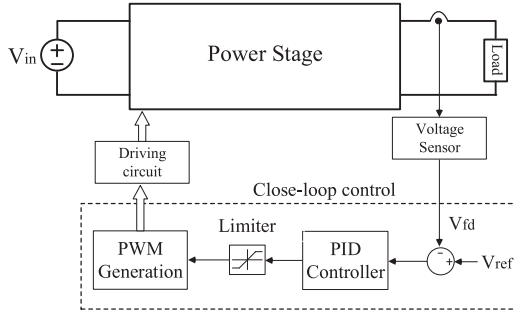 Power Stage
Vin
Load
Voltage
Sensor
Driving
circuit
Close-loop control
Vfd
Limiter
PWM
Generation
PID
Controller
- +
Vref